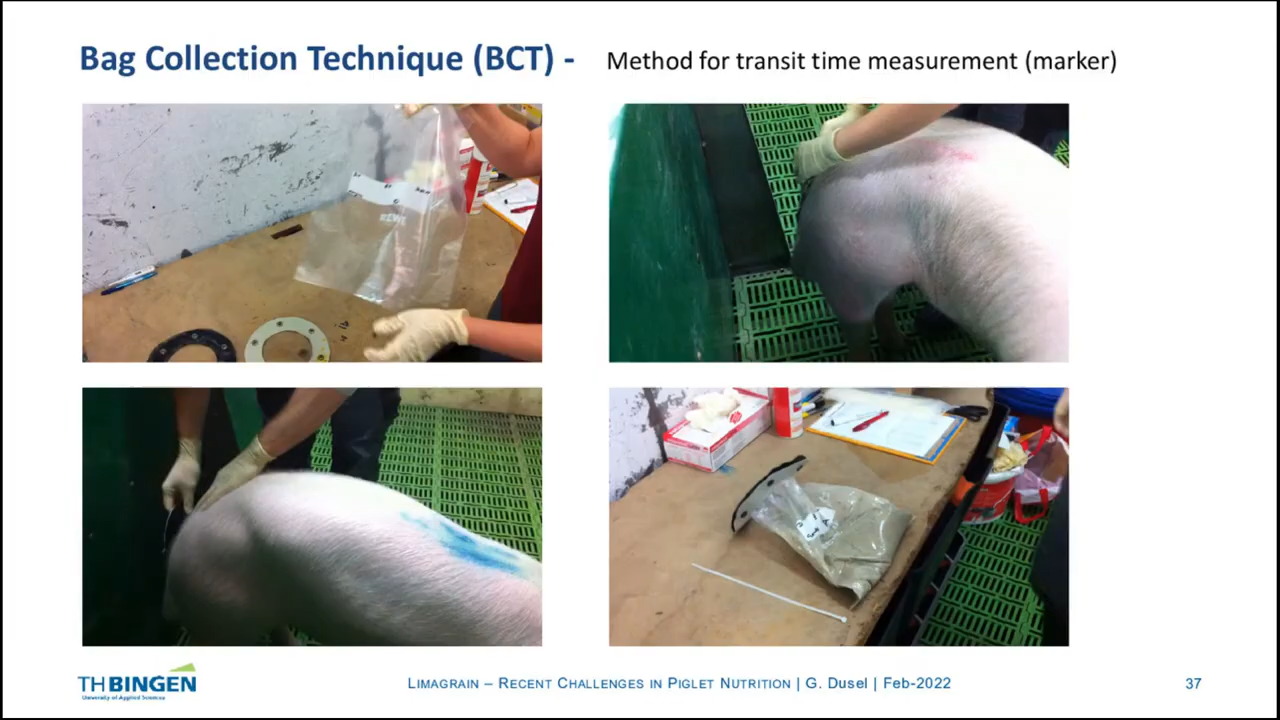 Bag Collection Technique (BCT) - Method for transit time measurement (marker)
REWE
TH BINGEN
University of Applied Sciences
LIMAGRAIN – RECENT CHALLENGES IN PIGLET NUTRITION | G. Dusel | Feb-2022
37